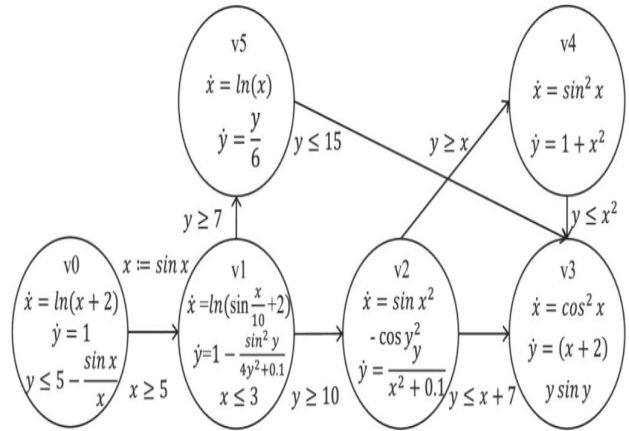 v5
ẋ = ln(x)
ẏ = y/6
v4
ẋ = sin² x
ẏ = 1 + x²
y ≤ 15
y ≥ x
y ≥ 7
y ≤ x²
v0
ẋ = ln(x + 2)
ẏ = 1
y ≤ 5 − sin x/x
x ≔ sin x
x ≥ 5
v1
ẋ =ln(sin x/10 +2)
ẏ=1 − sin² y/4y²+0.1
x ≤ 3
y ≥ 10
v2
ẋ = sin x²
- cos y²
ẏ = y/x² + 0.1
y ≤ x + 7
v3
ẋ = cos² x
ẏ = (x + 2)
y sin y